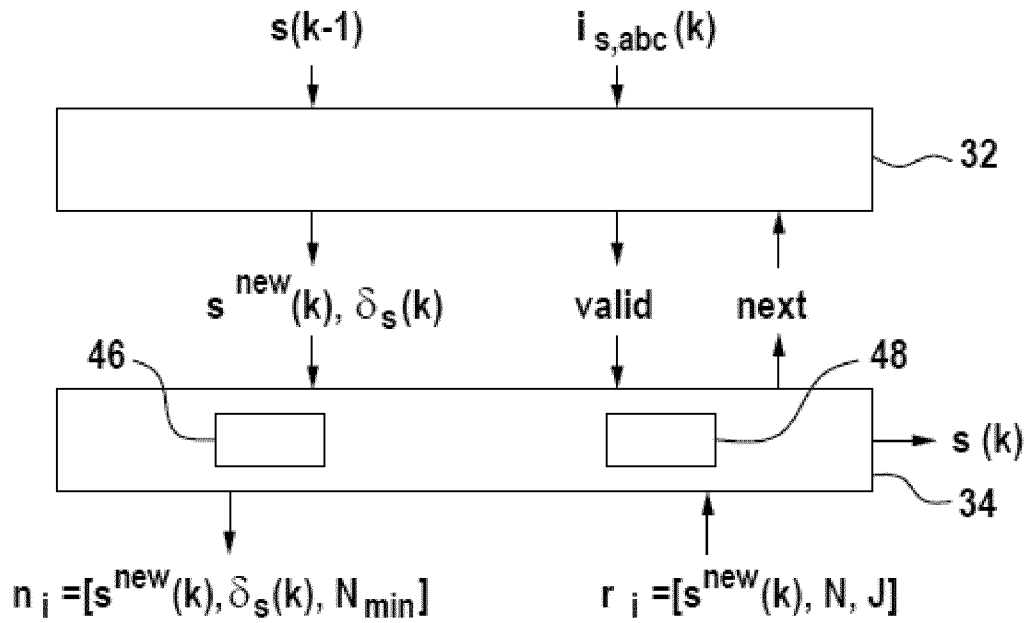 s(k-1) i s,abc (k)
32
s new (k), δs(k) valid next
46 48
s (k)
34
n i =[s new (k), δs(k), N min] r i =[s new (k), N, J]